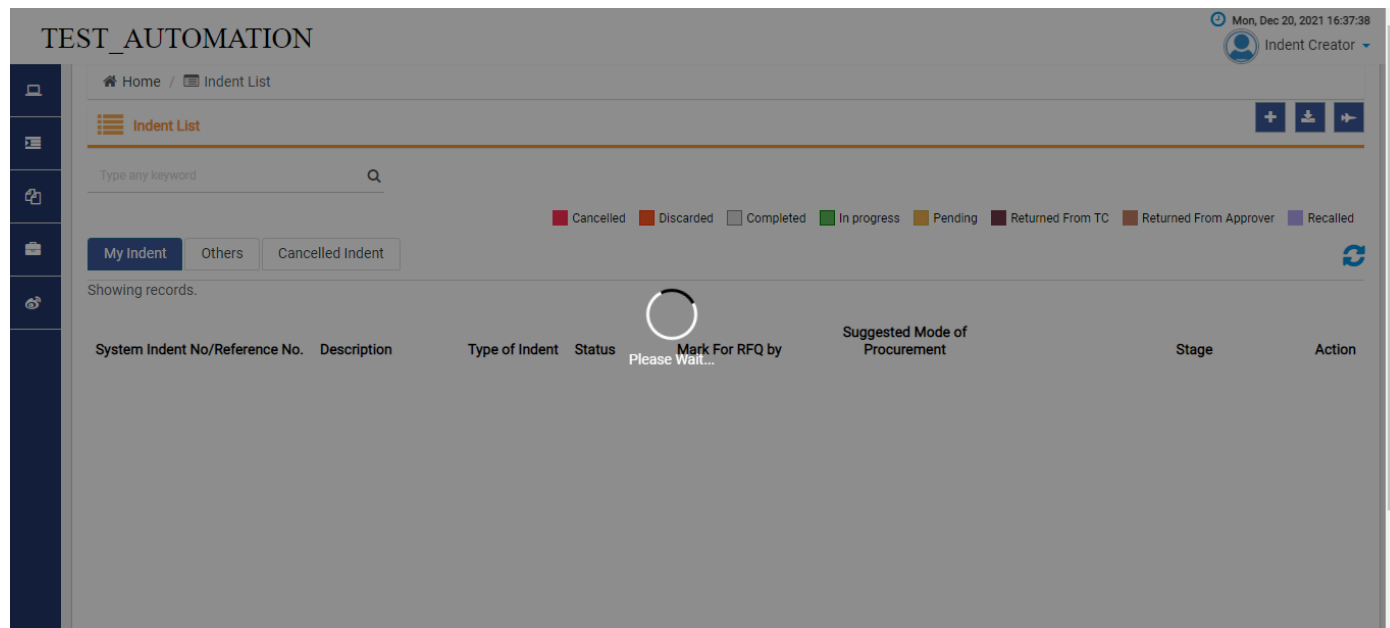 Mon, Dec 20, 2021 16:37:38
TEST_AUTOMATION
Indent Creator
Home / Indent List
Indent List
Type any keyword
Cancelled Discarded Completed In progress Pending Returned From TC Returned From Approver Recalled
My Indent Others Cancelled Indent
Showing records.
System Indent No/Reference No. Description Type of Indent Status Mark For RFQ by Suggested Mode of Procurement Stage Action
Please Wait...